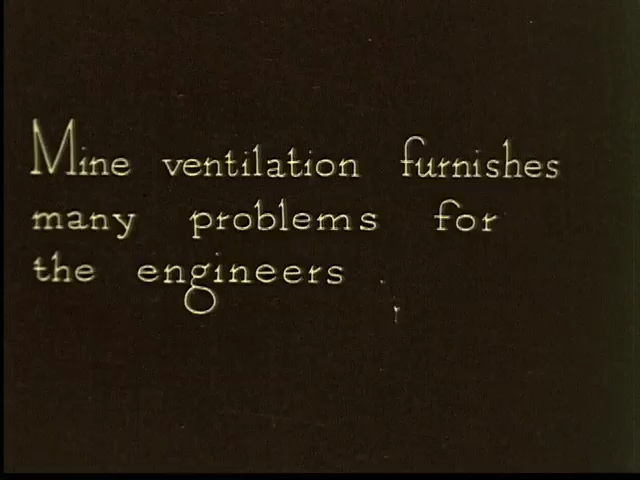 Mine ventilation furnishes
many problems for
the engineers .